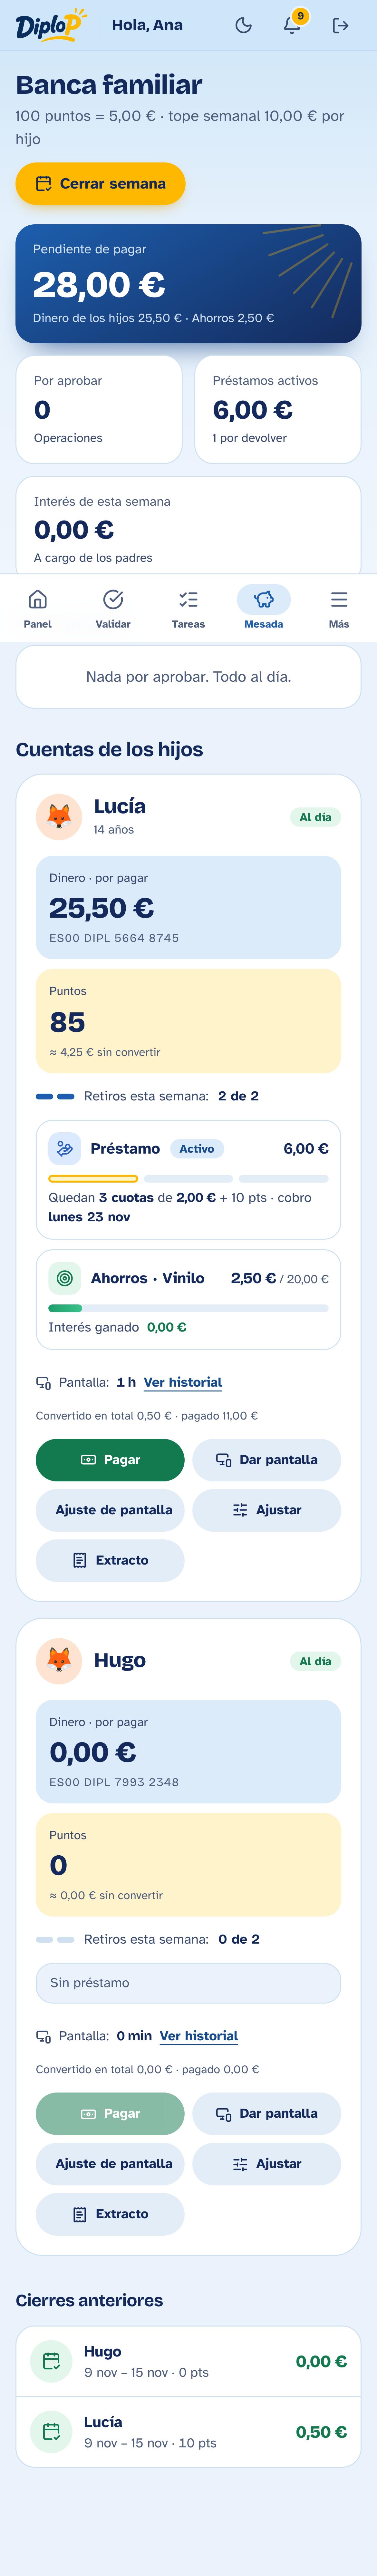 DiploP
Hola, Ana
9
Banca familiar
100 puntos = 5,00 € · tope semanal 10,00 € por
hijo
Cerrar semana
Pendiente de pagar
28,00 €
Dinero de los hijos 25,50 € · Ahorros 2,50 €
Por aprobar
0
Operaciones
Préstamos activos
6,00 €
1 por devolver
Interés de esta semana
0,00 €
A cargo de los padres
Panel
Validar
Tareas
Mesada
Más
Nada por aprobar. Todo al día.
Cuentas de los hijos
Lucía
14 años
Al día
Dinero · por pagar
25,50 €
ES00 DIPL 5664 8745
Puntos
85
≈ 4,25 € sin convertir
Retiros esta semana: 2 de 2
Préstamo Activo 6,00 €
Quedan 3 cuotas de 2,00 € + 10 pts · cobro
lunes 23 nov
Ahorros · Vinilo 2,50 € / 20,00 €
Interés ganado 0,00 €
Pantalla: 1 h Ver historial
Convertido en total 0,50 € · pagado 11,00 €
Pagar
Dar pantalla
Ajuste de pantalla
Ajustar
Extracto
Hugo
Al día
Dinero · por pagar
0,00 €
ES00 DIPL 7993 2348
Puntos
0
≈ 0,00 € sin convertir
Retiros esta semana: 0 de 2
Sin préstamo
Pantalla: 0 min Ver historial
Convertido en total 0,00 € · pagado 0,00 €
Pagar
Dar pantalla
Ajuste de pantalla
Ajustar
Extracto
Cierres anteriores
Hugo
9 nov – 15 nov · 0 pts
0,00 €
Lucía
9 nov – 15 nov · 10 pts
0,50 €